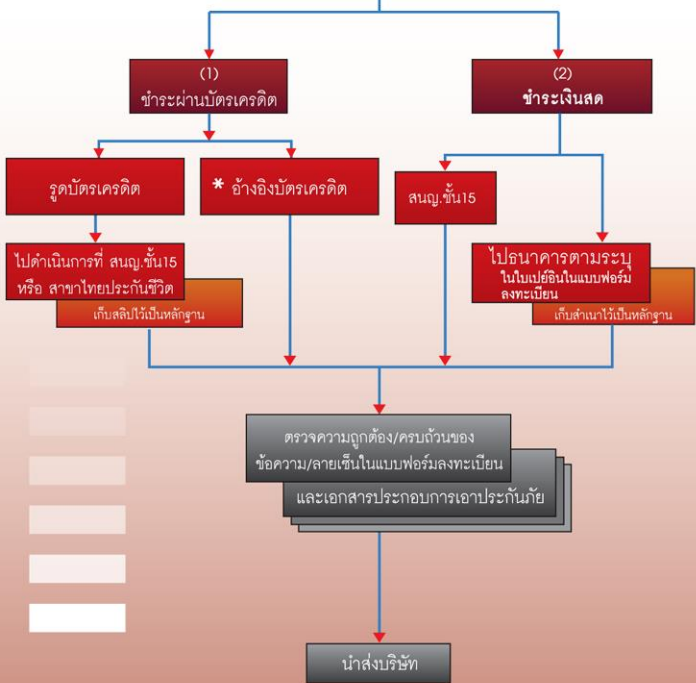 (1)
ชำระผ่านบัตรเครดิต
(2)
ชำระเงินสด
รูดบัตรเครดิต
* อ้างอิงบัตรเครดิต
สนญ.ชั้น15
ไปดำเนินการที่ สนญ.ชั้น15
หรือ สาขาไทยประกันชีวิต
เก็บสลิปไว้เป็นหลักฐาน
ไปธนาคารตามระบุ
ในใบเปย์อินในแบบฟอร์ม
ลงทะเบียน
เก็บสำเนาไว้เป็นหลักฐาน
ตรวจความถูกต้อง/ครบถ้วนของ
ข้อความ/ลายเซ็นในแบบฟอร์มลงทะเบียน
และเอกสารประกอบการเอาประกันภัย
นำส่งบริษัท